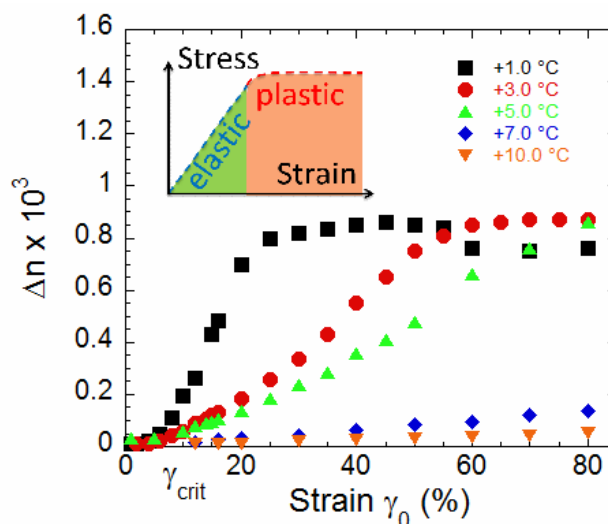 1.6
1.4
1.2
1
0.8
0.6
0.4
0.2
0
Δn x 10³
Stress
plastic
elastic
Strain
+1.0 °C
+3.0 °C
+5.0 °C
+7.0 °C
+10.0 °C
0 20 40 60 80
γcrit
Strain γ0 (%)